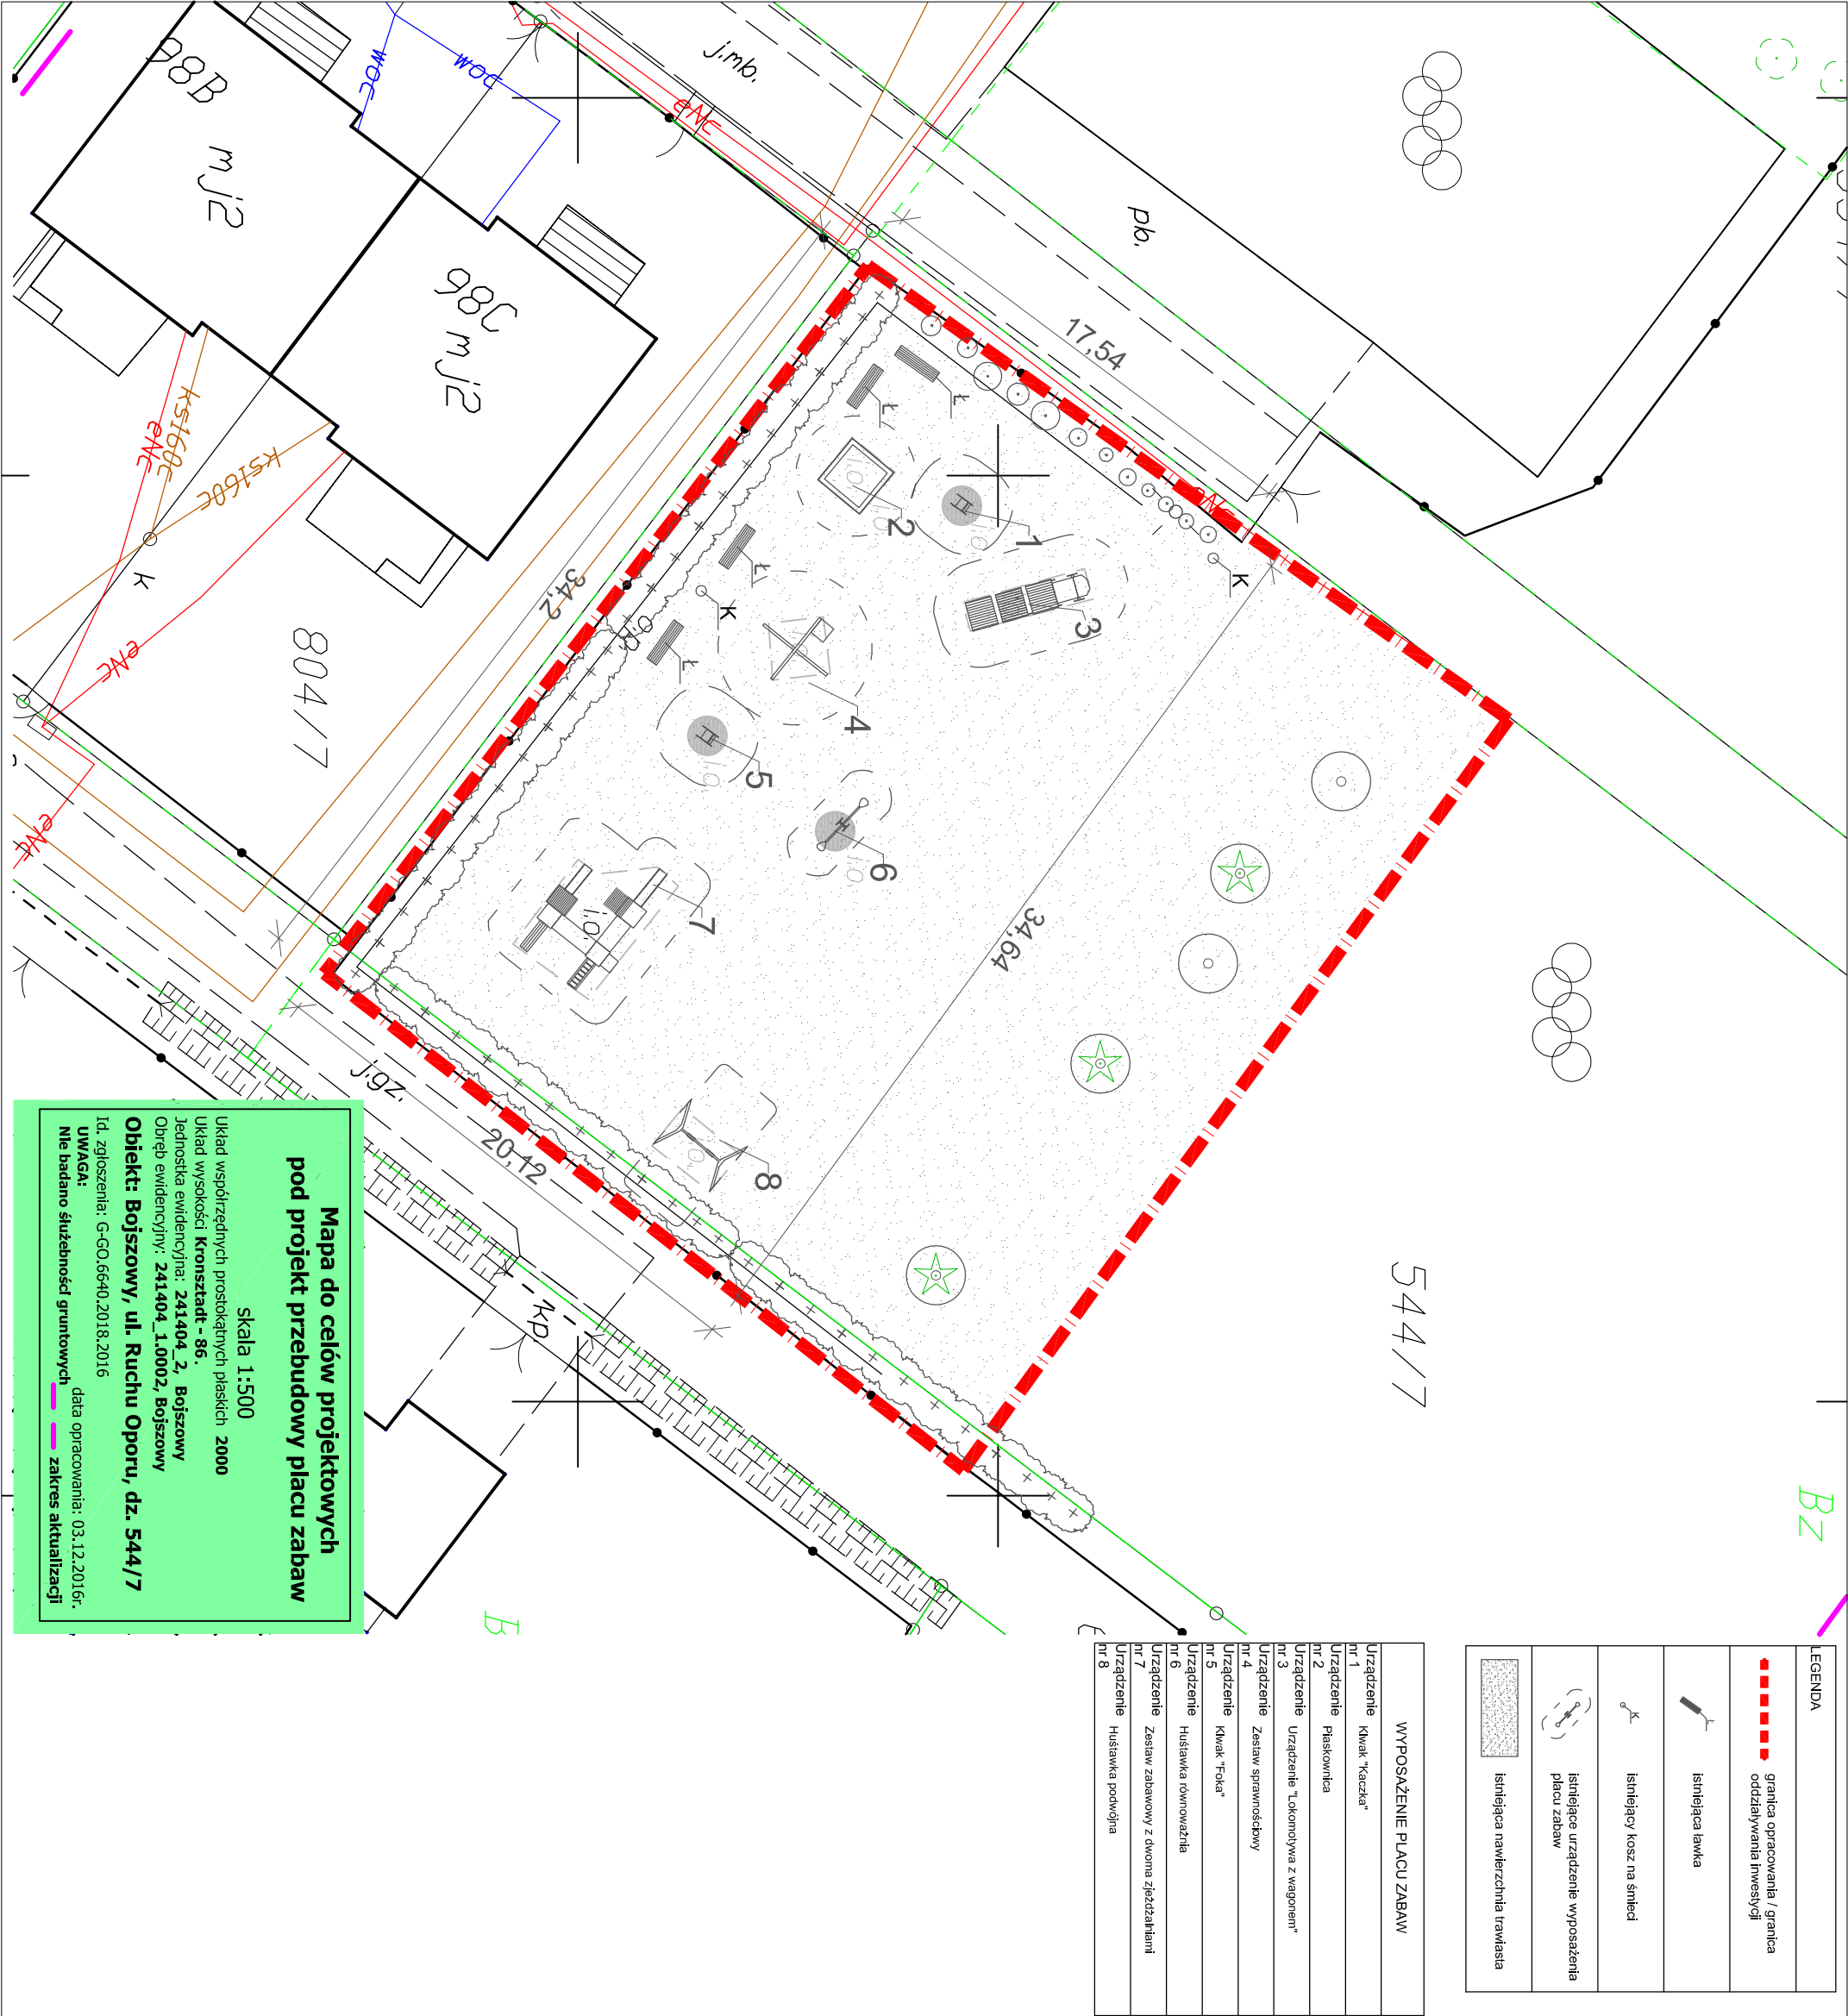 98B
mj2
98C
mj2
woc
woc
eNc
j.mb.
pb.
17,54
eNc
ks160c
ks160c
eNc
eNc
eNc
k
804/7
34,2
34,64
20,12
j.gz.
kp
544/7
Bz
B
Ł
Ł
Ł
Ł
K
K
1
2
3
4
5
6
7
8
i.o.
Mapa do celów projektowych
pod projekt przebudowy placu zabaw
skala 1:500
Układ współrzędnych prostokątnych płaskich 2000
Układ wysokości Kronsztadt - 86.
Jednostka ewidencyjna: 241404_2, Bojszowy
Obręb ewidencyjny: 241404_1.0002, Bojszowy
Obiekt: Bojszowy, ul. Ruchu Oporu, dz. 544/7
Id. zgłoszenia: G-GO.6640.2018.2016
data opracowania: 03.12.2016r.
UWAGA:
Nie badano służebności gruntowych
zakres aktualizacji
LEGENDA
granica opracowania / granica
oddziaływania inwestycji
Ł
istniejąca ławka
K
istniejący kosz na śmieci
istniejące urządzenie wyposażenia
placu zabaw
istniejąca nawierzchnia trawiasta
WYPOSAŻENIE PLACU ZABAW
Urządzenie nr 1 Kiwak "Kaczka"
Urządzenie nr 2 Piaskownica
Urządzenie nr 3 Urządzenie "Lokomotywa z wagonem"
Urządzenie nr 4 Zestaw sprawnościowy
Urządzenie nr 5 Kiwak "Foka"
Urządzenie nr 6 Huśtawka równoważnia
Urządzenie nr 7 Zestaw zabawowy z dwoma zjeżdżalniami
Urządzenie nr 8 Huśtawka podwójna